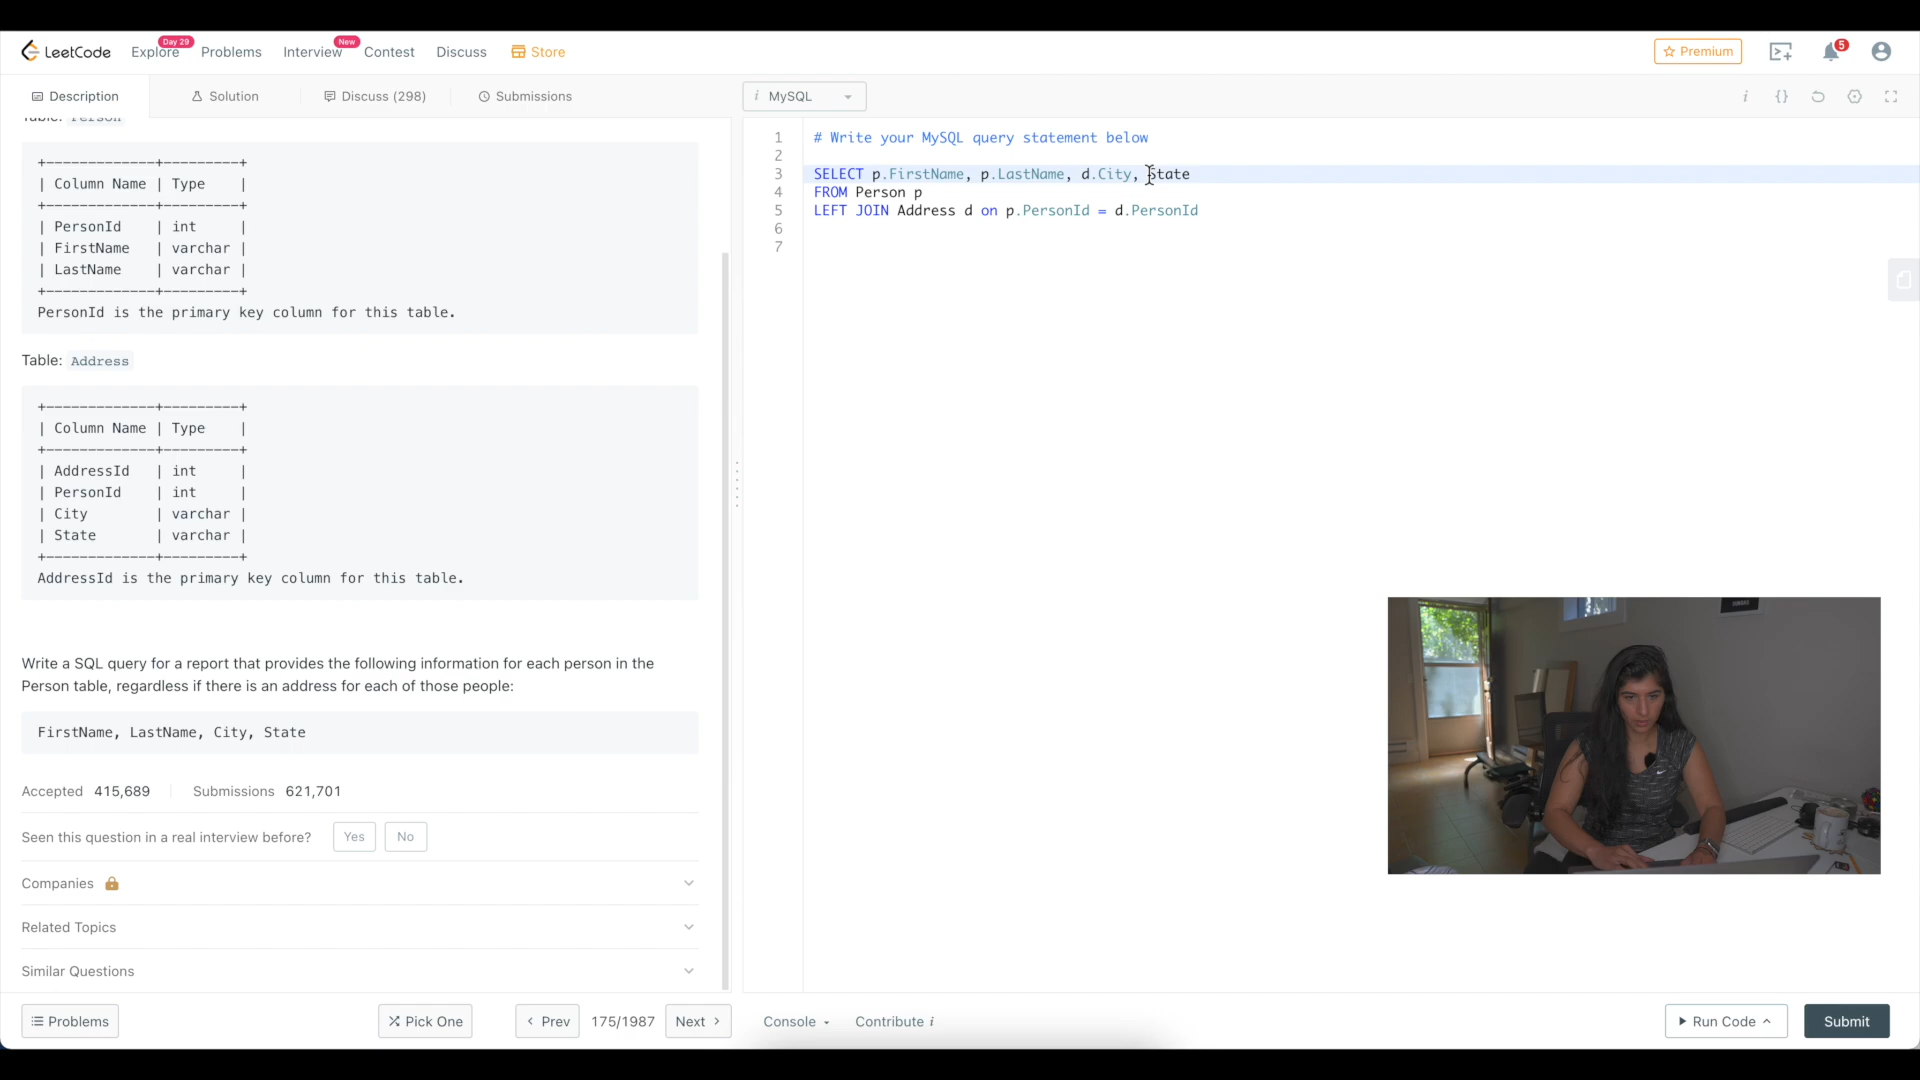 LeetCode
Explore
Day 29
Problems
Interview
New
Contest
Discuss
Store
Premium
5
Description
Solution
Discuss (298)
Submissions
i MySQL
i
{}
Table: Person
+-------------+---------+
| Column Name | Type    |
+-------------+---------+
| PersonId    | int     |
| FirstName   | varchar |
| LastName    | varchar |
+-------------+---------+
PersonId is the primary key column for this table.
Table: Address
+-------------+---------+
| Column Name | Type    |
+-------------+---------+
| AddressId   | int     |
| PersonId    | int     |
| City        | varchar |
| State       | varchar |
+-------------+---------+
AddressId is the primary key column for this table.
Write a SQL query for a report that provides the following information for each person in the
Person table, regardless if there is an address for each of those people:
FirstName, LastName, City, State
Accepted 415,689 Submissions 621,701
Seen this question in a real interview before? Yes No
Companies
Related Topics
Similar Questions
1 # Write your MySQL query statement below
2
3 SELECT p.FirstName, p.LastName, d.City, State
4 FROM Person p
5 LEFT JOIN Address d on p.PersonId = d.PersonId
6
7
Problems
Pick One
Prev
175/1987
Next
Console
Contribute i
Run Code
Submit